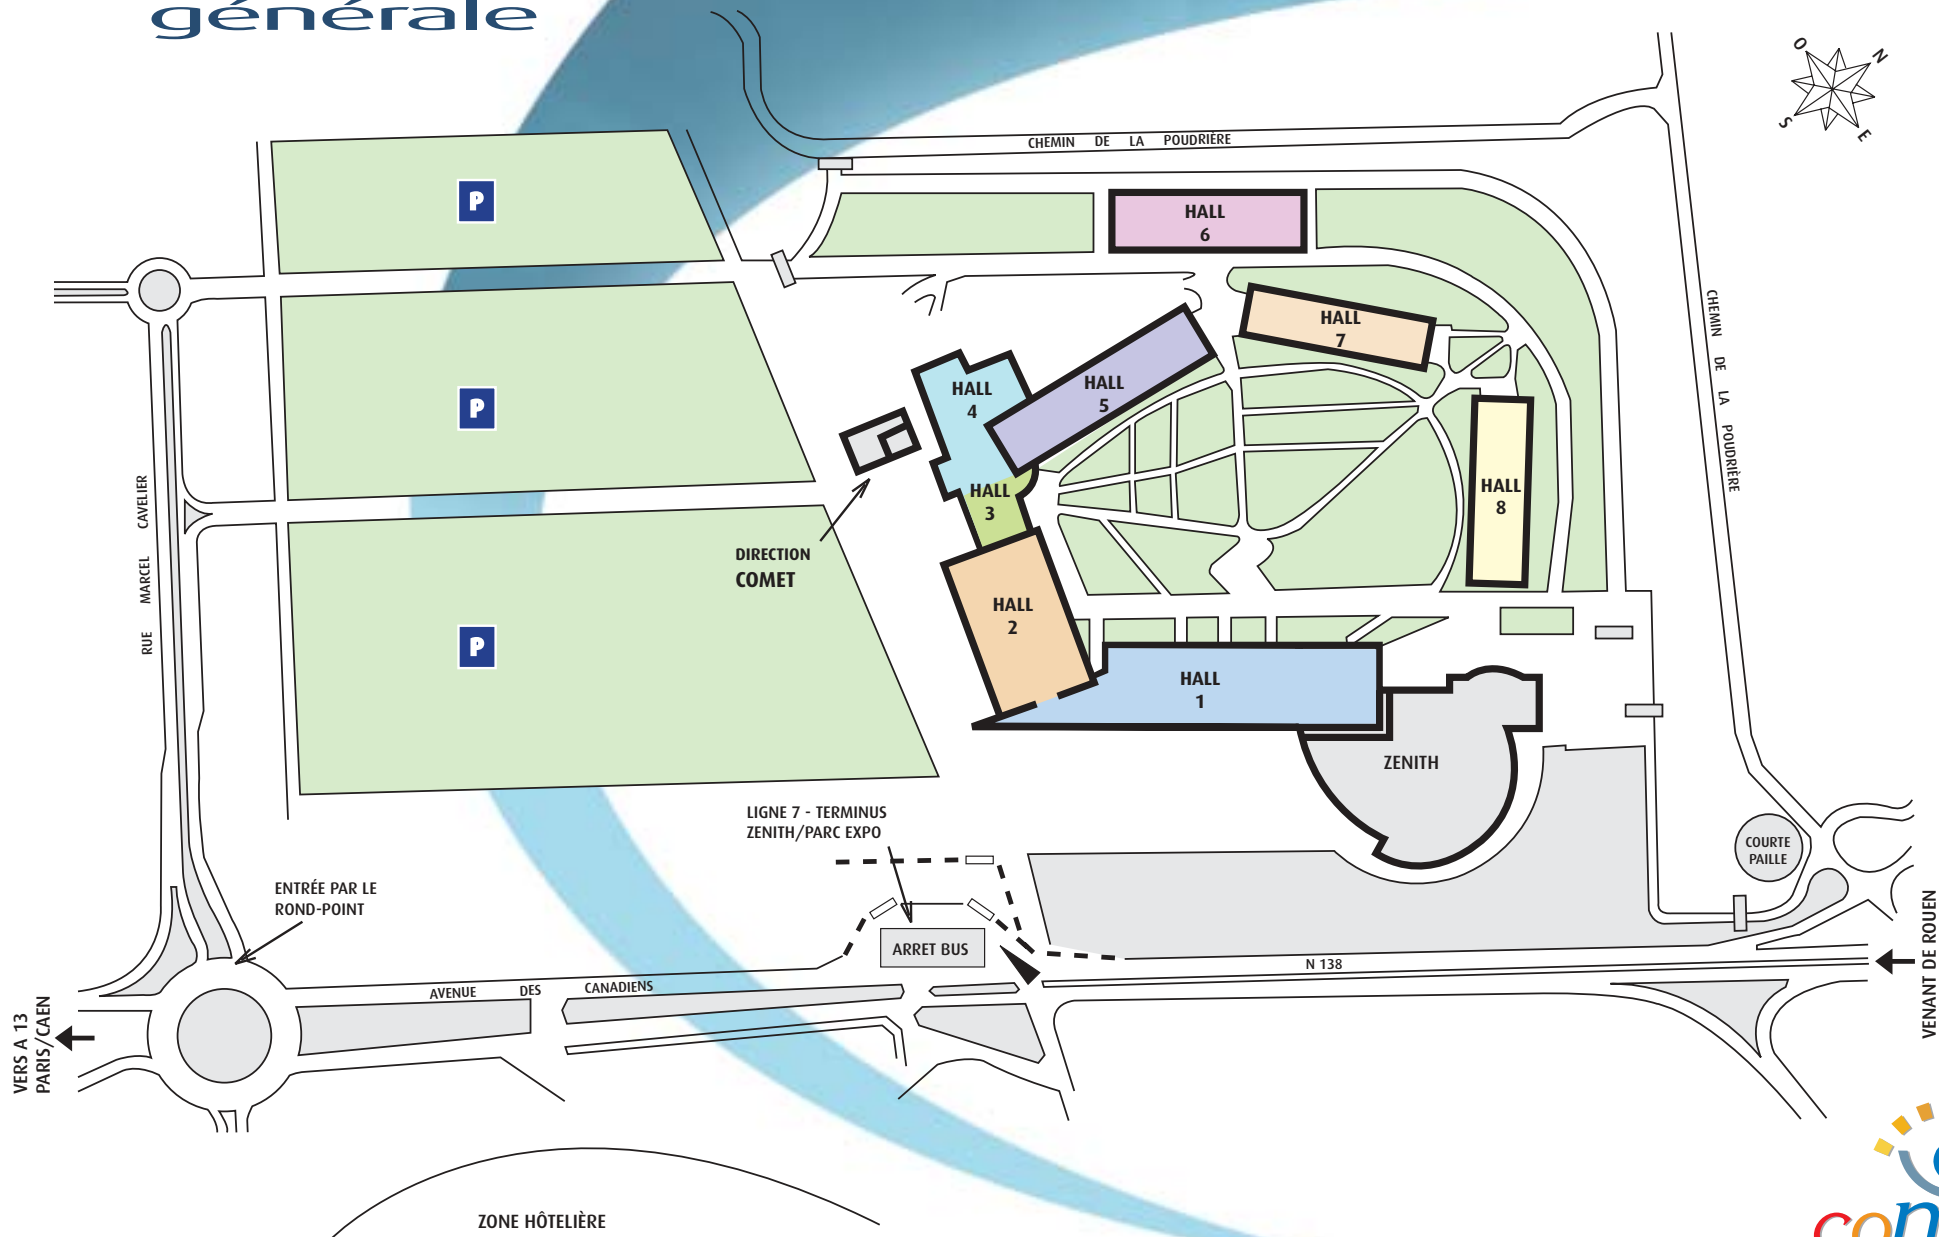 générale
O
N
S
E
CHEMIN DE LA POUDRIÈRE
P
HALL
6
HALL
7
CHEMIN DE LA POUDRIÈRE
HALL
5
HALL
4
P
HALL
8
HALL
3
RUE MARCEL CAVELIER
DIRECTION
COMET
HALL
2
P
HALL
1
ZENITH
LIGNE 7 - TERMINUS
ZENITH/PARC EXPO
COURTE
PAILLE
ENTRÉE PAR LE
ROND-POINT
ARRET BUS
N 138
VENANT DE ROUEN
AVENUE DES CANADIENS
VERS A 13
PARIS/CAEN
ZONE HÔTELIÈRE